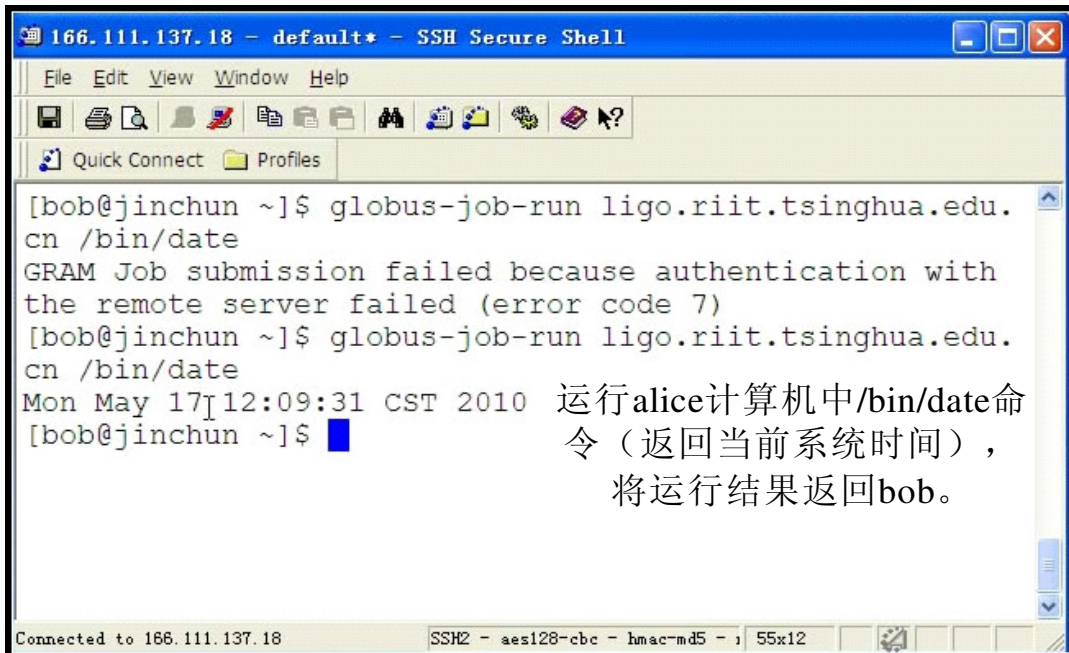 166.111.137.18 - default* - SSH Secure Shell
File Edit View Window Help
Quick Connect Profiles
[bob@jinchun ~]$ globus-job-run ligo.riit.tsinghua.edu.
cn /bin/date
GRAM Job submission failed because authentication with
the remote server failed (error code 7)
[bob@jinchun ~]$ globus-job-run ligo.riit.tsinghua.edu.
cn /bin/date
Mon May 17 12:09:31 CST 2010
[bob@jinchun ~]$
运行alice计算机中/bin/date命
令（返回当前系统时间），
将运行结果返回bob。
Connected to 166.111.137.18 SSH2 - aes128-cbc - hmac-md5 - 55x12